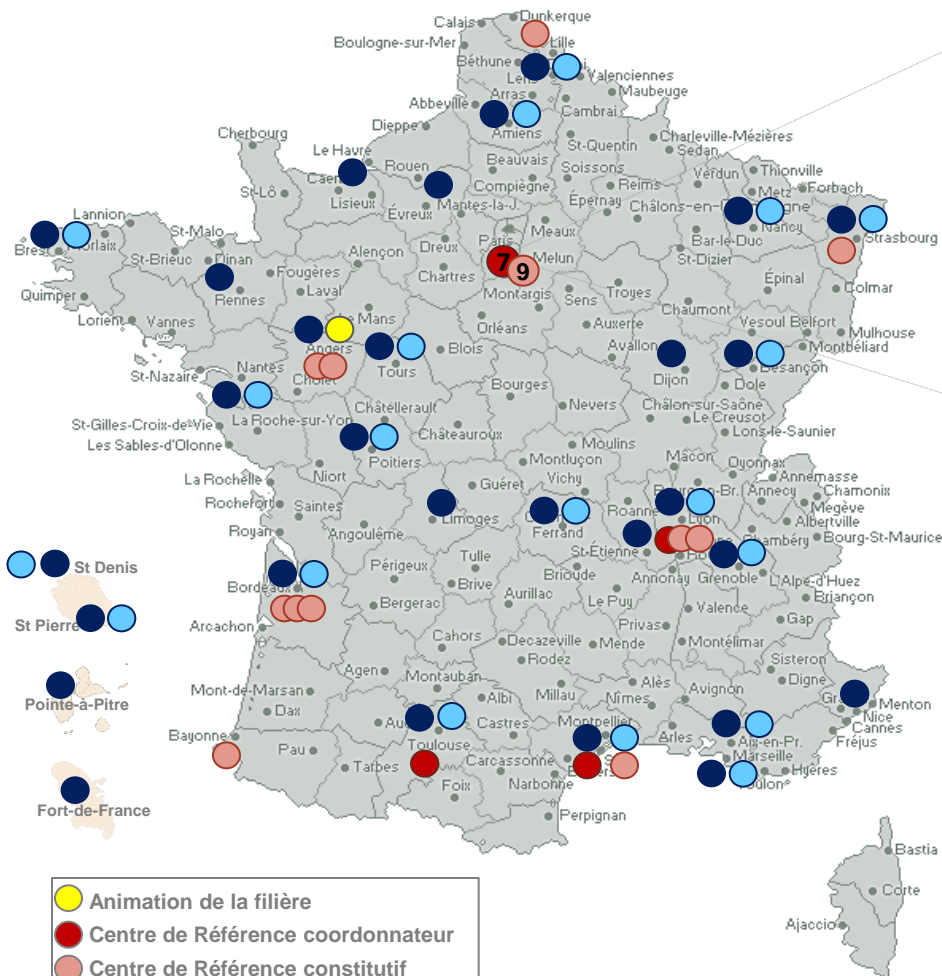 Dunkerque
Calais
Lille
Boulogne-sur-Mer
Béthune
Lens
Valenciennes
Maubeuge
Arras
Abbeville
Cambrai
Dieppe
Amiens
Charleville-Mézières
Cherbourg
St-Quentin
Sedan
Le Havre
Rouen
Beauvais
Soissons
Verdun
Thionville
Caen
Compiègne
Reims
Metz
Forbach
St-Lô
Lisieux
Évreux
Mantes-la-J.
Épernay
Châlons-en-
Lannion
Meaux
Nancy
St-Malo
Paris
Bar-le-Duc
Strasbourg
Brest
St-Brieuc
Dinan
Alençon
Dreux
Melun
St-Dizier
Fougères
Chartres
Épinal
Quimper
Rennes
Laval
Montargis
Sens
Troyes
Colmar
7
9
Lorient
Vannes
Mans
Orléans
Auxerre
Chaumont
Vesoul
Belfort
Mulhouse
Angers
Blois
Avallon
Montbéliard
St-Nazaire
Nantes
Cholet
Tours
Dijon
Besançon
Bourges
Dole
La Roche-sur-Yon
Châtellerault
Nevers
Châlon-sur-Saône
St-Gilles-Croix-de-Vie
Châteauroux
Le Creusot
Les Sables-d'Olonne
Lons-le-Saunier
Poitiers
Moulins
Niort
Montluçon
Mâcon
Oyonnax
La Rochelle
Guéret
Vichy
Annemasse
Rochefort
Saintes
Roanne
Annecy
Chamonix
Megève
Royan
Limoges
Ferrand
Lyon
Albertville
Angoulême
Chambéry
Bourg-St-Maurice
St-Étienne
Tulle
Périgueux
Brive
Brioude
Annonay
Grenoble
L'Alpe-d'Huez
St Denis
Bordeaux
Aurillac
Briançon
Bergerac
Le Puy
Valence
St Pierre
Arcachon
Privas
Gap
Cahors
Decazeville
Mende
Montélimar
Rodez
Sisteron
Agen
Montauban
Alès
Digne
Mont-de-Marsan
Albi
Millau
Nîmes
Avignon
Pointe-à-Pitre
Dax
Castres
Montpellier
Menton
Nice
Bayonne
Toulouse
Arles
Aix-en-Pr.
Cannes
Pau
Carcassonne
Marseille
Fréjus
Tarbes
Narbonne
Hyères
Foix
Toulon
Fort-de-France
Perpignan
Bastia
Corte
Ajaccio
Animation de la filière
Centre de Référence coordonnateur
Centre de Référence constitutif